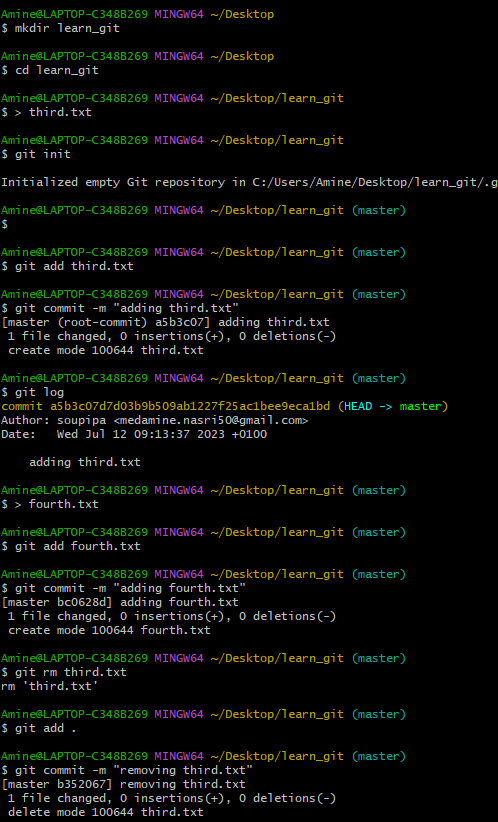 Amine@LAPTOP-C348B269 MINGW64 ~/Desktop
$ mkdir learn_git
Amine@LAPTOP-C348B269 MINGW64 ~/Desktop
$ cd learn_git
Amine@LAPTOP-C348B269 MINGW64 ~/Desktop/learn_git
$ > third.txt
Amine@LAPTOP-C348B269 MINGW64 ~/Desktop/learn_git
$ git init
Initialized empty Git repository in C:/Users/Amine/Desktop/learn_git/.g
Amine@LAPTOP-C348B269 MINGW64 ~/Desktop/learn_git (master)
$
Amine@LAPTOP-C348B269 MINGW64 ~/Desktop/learn_git (master)
$ git add third.txt
Amine@LAPTOP-C348B269 MINGW64 ~/Desktop/learn_git (master)
$ git commit -m "adding third.txt"
[master (root-commit) a5b3c07] adding third.txt
 1 file changed, 0 insertions(+), 0 deletions(-)
 create mode 100644 third.txt
Amine@LAPTOP-C348B269 MINGW64 ~/Desktop/learn_git (master)
$ git log
commit a5b3c07d7d03b9b509ab1227f25ac1bee9eca1bd (HEAD -> master)
Author: soupipa <medamine.nasri50@gmail.com>
Date:   Wed Jul 12 09:13:37 2023 +0100
    adding third.txt
Amine@LAPTOP-C348B269 MINGW64 ~/Desktop/learn_git (master)
$ > fourth.txt
Amine@LAPTOP-C348B269 MINGW64 ~/Desktop/learn_git (master)
$ git add fourth.txt
Amine@LAPTOP-C348B269 MINGW64 ~/Desktop/learn_git (master)
$ git commit -m "adding fourth.txt"
[master bc0628d] adding fourth.txt
 1 file changed, 0 insertions(+), 0 deletions(-)
 create mode 100644 fourth.txt
Amine@LAPTOP-C348B269 MINGW64 ~/Desktop/learn_git (master)
$ git rm third.txt
rm 'third.txt'
Amine@LAPTOP-C348B269 MINGW64 ~/Desktop/learn_git (master)
$ git add .
Amine@LAPTOP-C348B269 MINGW64 ~/Desktop/learn_git (master)
$ git commit -m "removing third.txt"
[master b352067] removing third.txt
 1 file changed, 0 insertions(+), 0 deletions(-)
 delete mode 100644 third.txt